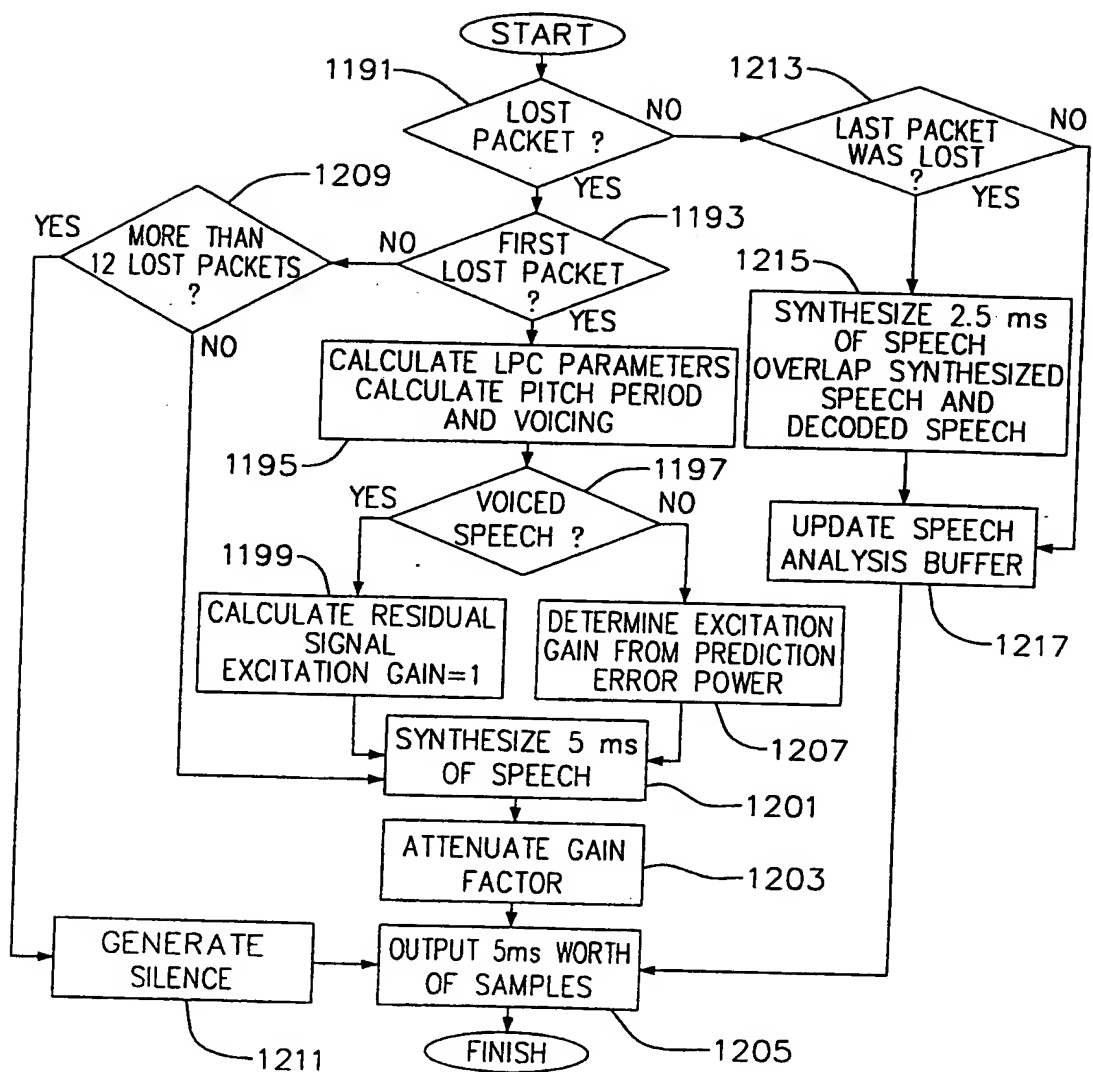 START
1191
LOST
PACKET ?
NO
YES
1213
LAST PACKET
WAS LOST
?
NO
YES
1209
YES
MORE THAN
12 LOST PACKETS
?
NO
1193
FIRST
LOST PACKET
?
NO
YES
1215
SYNTHESIZE 2.5 ms
OF SPEECH
OVERLAP SYNTHESIZED
SPEECH AND
DECODED SPEECH
CALCULATE LPC PARAMETERS
CALCULATE PITCH PERIOD
AND VOICING
1195
1197
YES
VOICED
SPEECH ?
NO
UPDATE SPEECH
ANALYSIS BUFFER
1217
1199
CALCULATE RESIDUAL
SIGNAL
EXCITATION GAIN=1
DETERMINE EXCITATION
GAIN FROM PREDICTION
ERROR POWER
1207
SYNTHESIZE 5 ms
OF SPEECH
1201
ATTENUATE GAIN
FACTOR
1203
GENERATE
SILENCE
1211
OUTPUT 5ms WORTH
OF SAMPLES
1205
FINISH